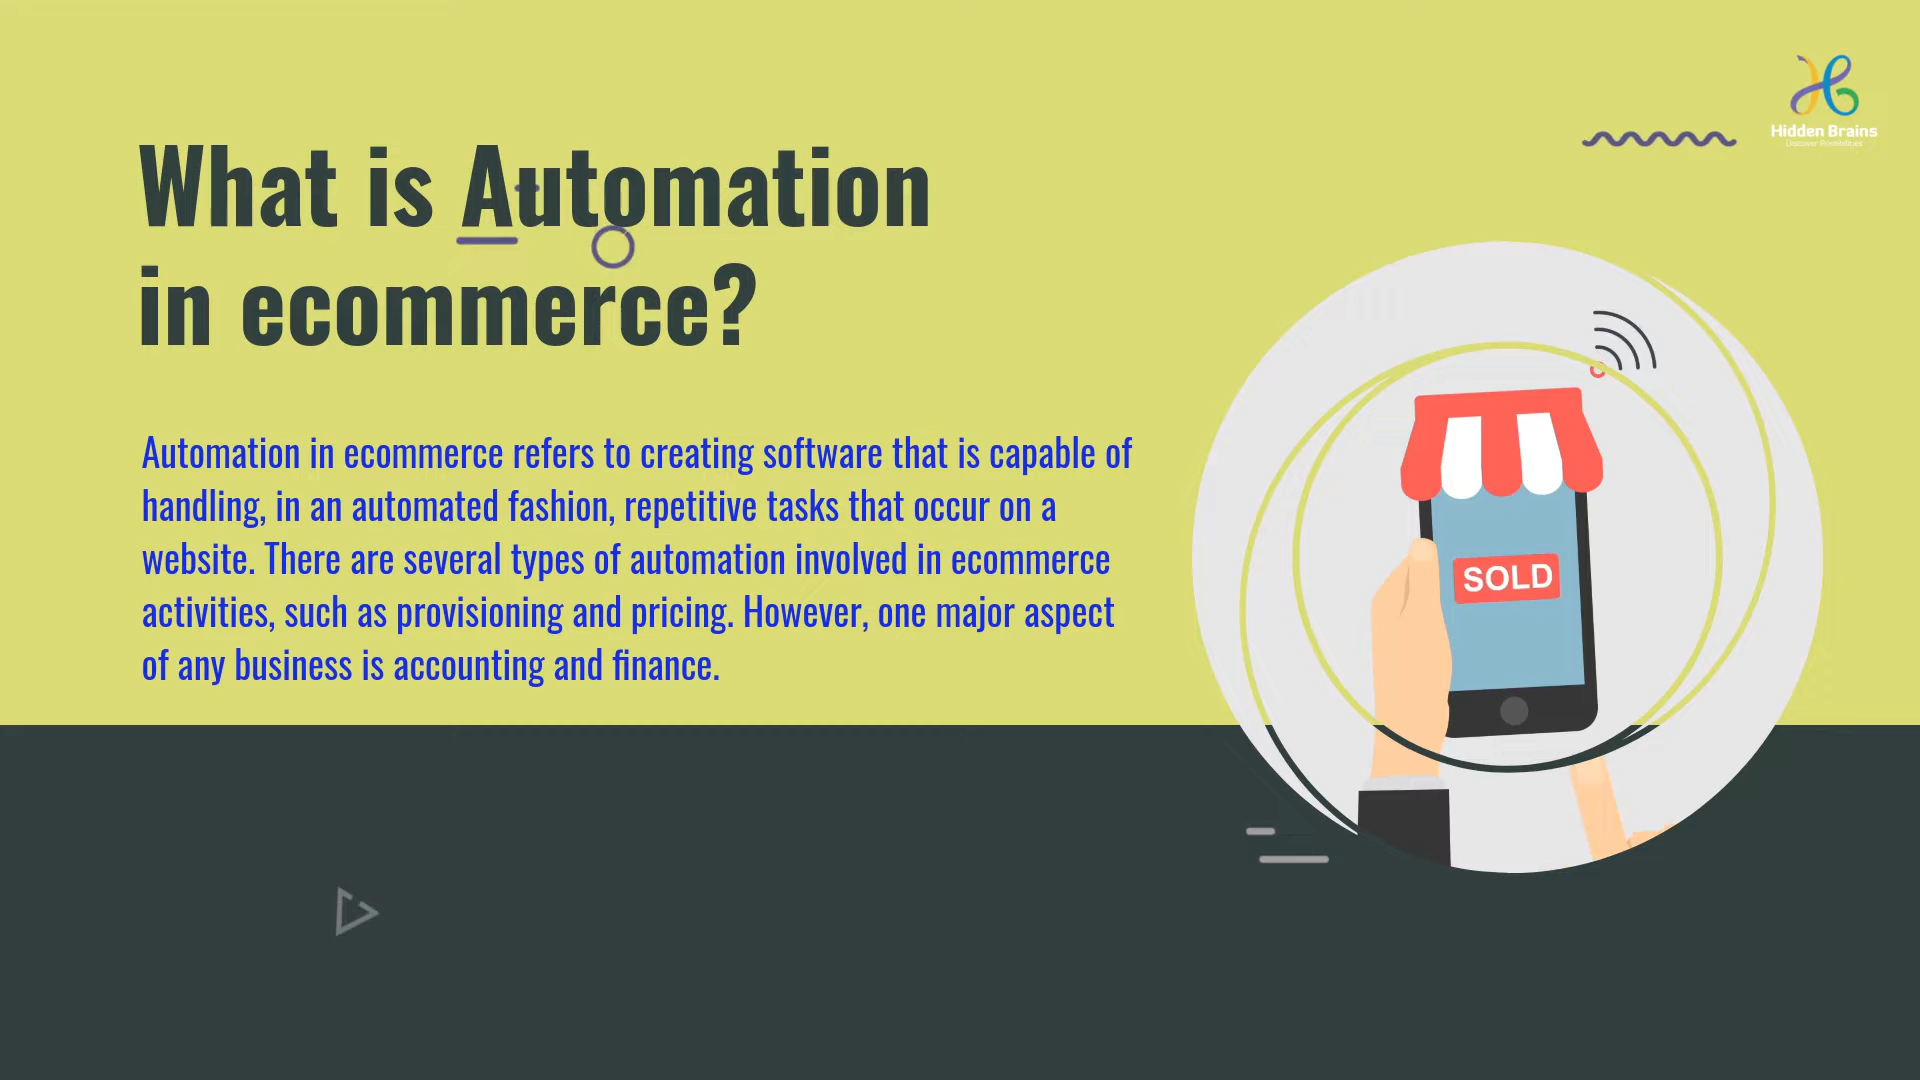 What is Automation
in ecommerce?
Automation in ecommerce refers to creating software that is capable of
handling, in an automated fashion, repetitive tasks that occur on a
website. There are several types of automation involved in ecommerce
activities, such as provisioning and pricing. However, one major aspect
of any business is accounting and finance.
Hidden Brains
Discover Possibilities
SOLD